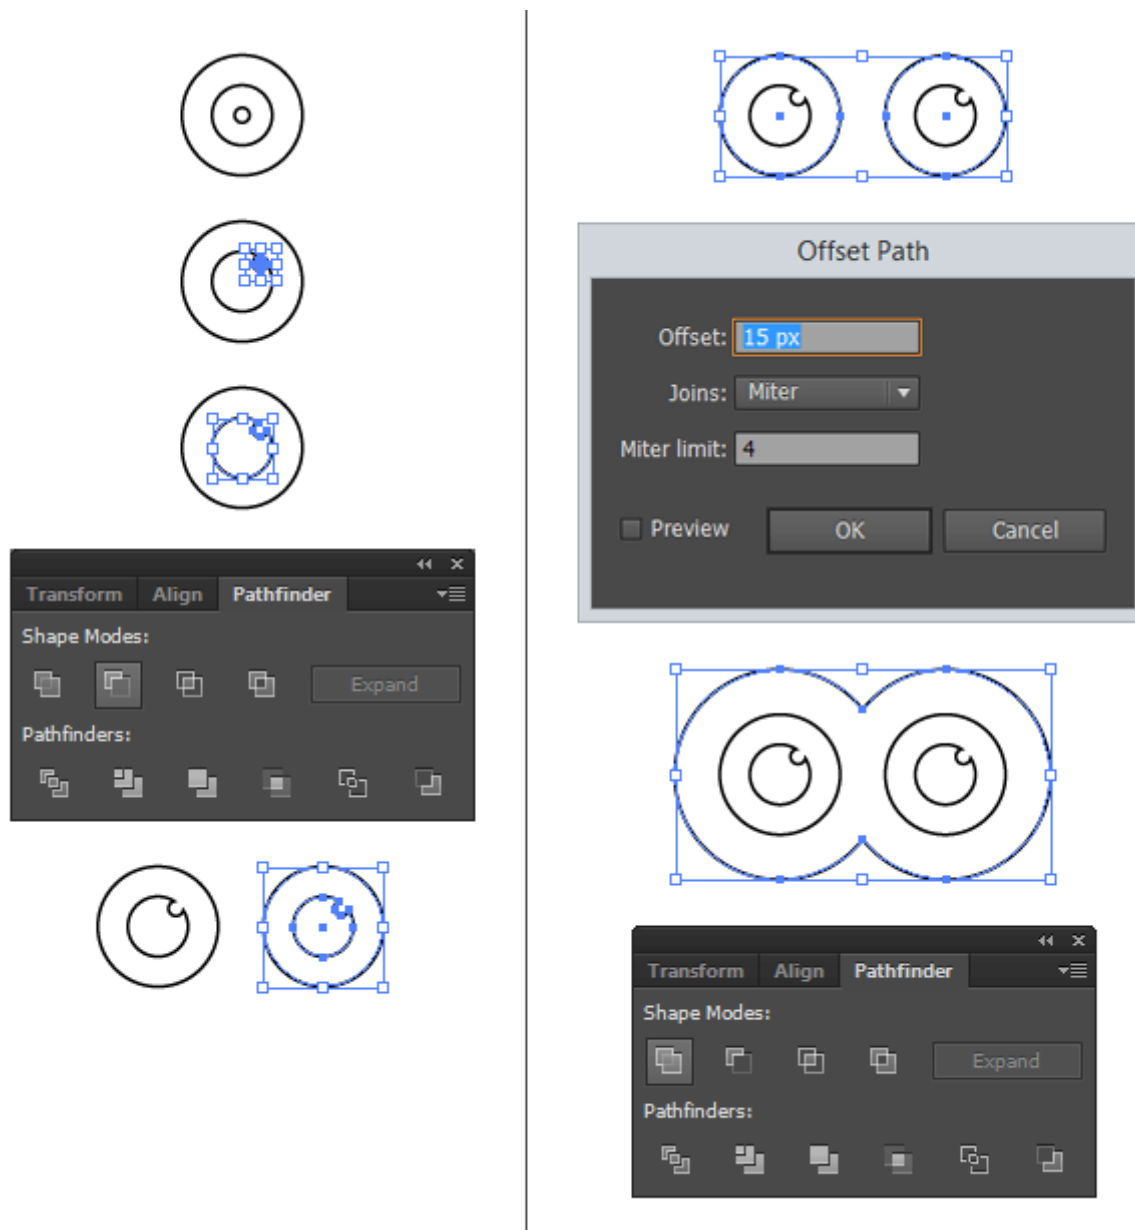 Transform Align Pathfinder
Shape Modes:
Expand
Pathfinders:
Offset Path
Offset: 15 px
Joins: Miter
Miter limit: 4
Preview OK Cancel
Transform Align Pathfinder
Shape Modes:
Expand
Pathfinders: